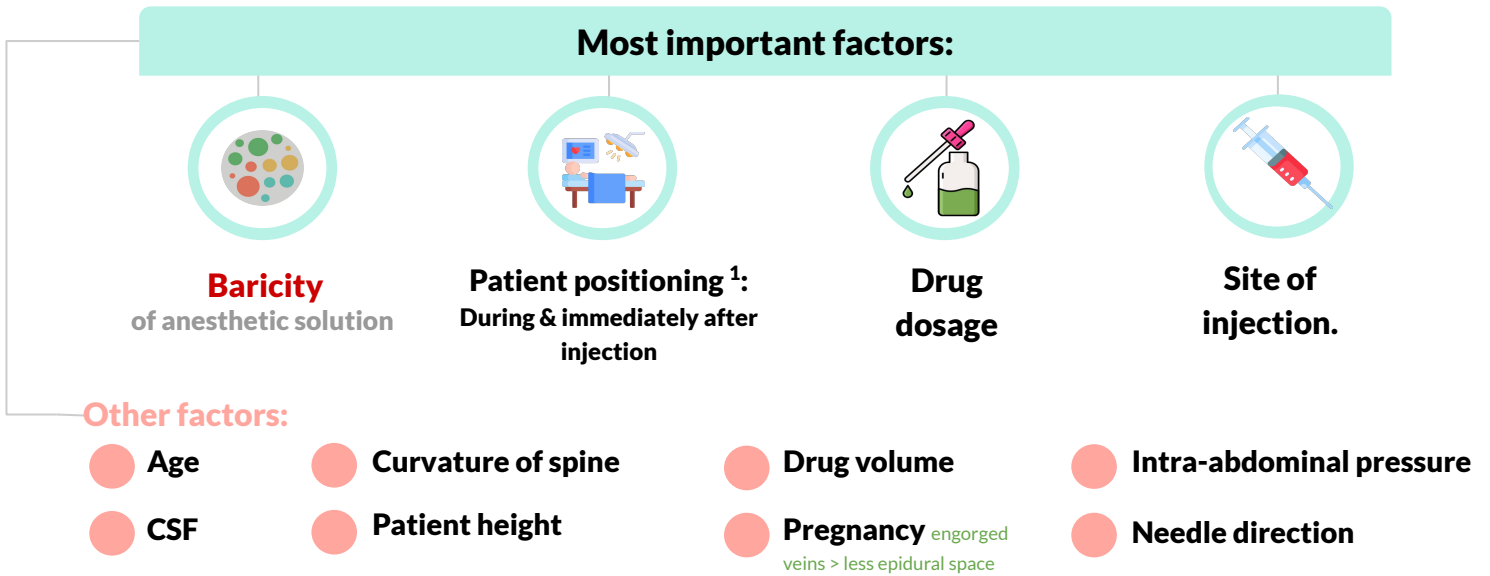 Most important factors:
Baricity
of anesthetic solution
Patient positioning ¹:
During & immediately after
injection
Drug
dosage
Site of
injection.
Other factors:
Age
Curvature of spine
Drug volume
Intra-abdominal pressure
CSF
Patient height
Pregnancy engorged
veins > less epidural space
Needle direction